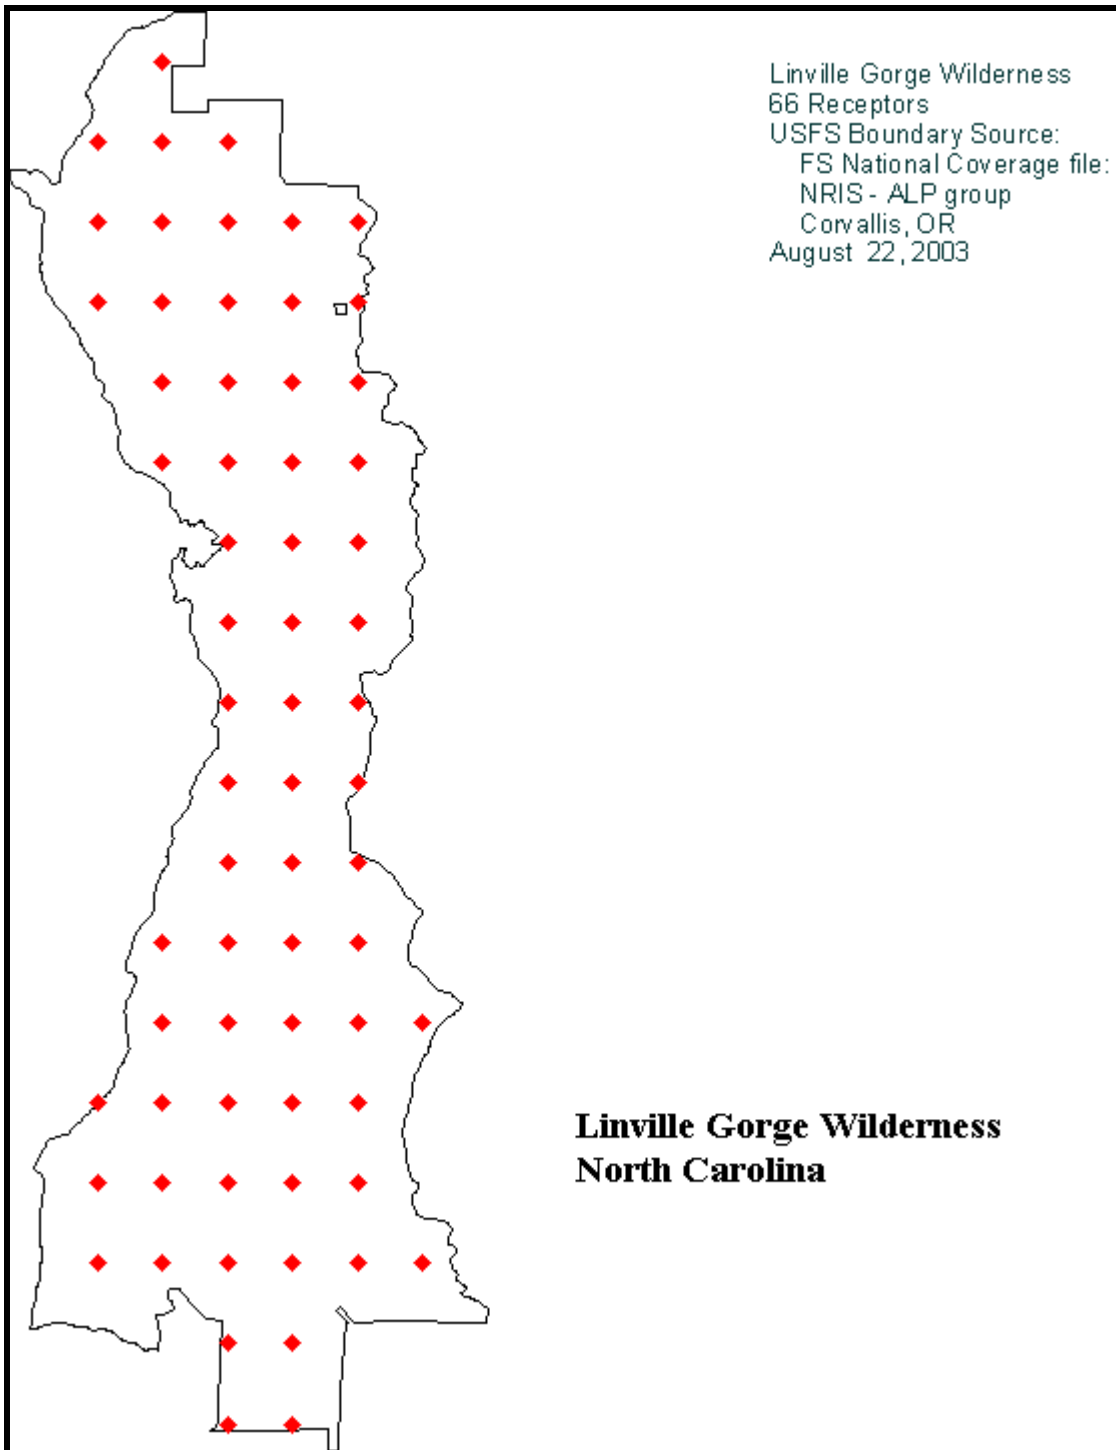 Linville Gorge Wilderness
66 Receptors
USFS Boundary Source:
FS National Coverage file:
NRIS - ALP group
Corvallis, OR
August 22, 2003
Linville Gorge Wilderness
North Carolina